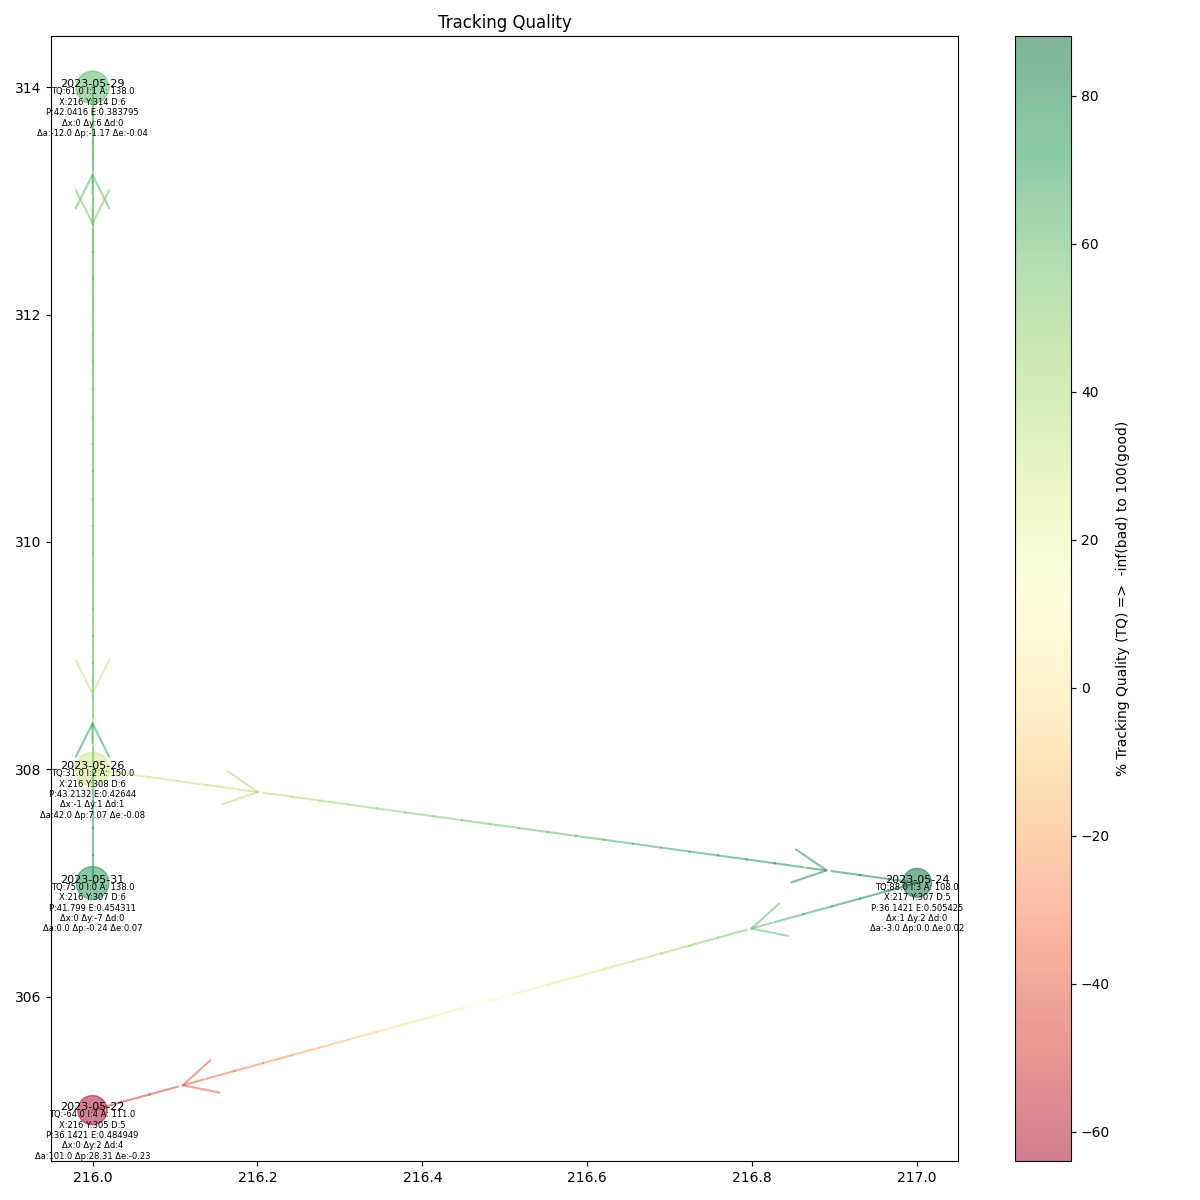 Tracking Quality
314
312
310
308
306
2023-05-29
TQ:61.0 I:1 A: 138.0
X:216 Y:314 D:6
P:42.0416 E:0.383795
Δx:0 Δy:6 Δd:0
Δa:-12.0 Δp:-1.17 Δe:-0.04
2023-05-26
TQ:31.0 I:2 A: 150.0
X:216 Y:308 D:6
P:43.2132 E:0.42644
Δx:-1 Δy:1 Δd:1
Δa:42.0 Δp:7.07 Δe:-0.08
2023-05-31
TQ:75.0 I:0 A: 138.0
X:216 Y:307 D:6
P:41.799 E:0.454311
Δx:0 Δy:-7 Δd:0
Δa:0.0 Δp:-0.24 Δe:0.07
2023-05-24
TQ:88.0 I:3 A: 108.0
X:217 Y:307 D:5
P:36.1421 E:0.505425
Δx:1 Δy:2 Δd:0
Δa:-3.0 Δp:0.0 Δe:0.02
2023-05-22
TQ:-64.0 I:4 A: 111.0
X:216 Y:305 D:5
P:36.1421 E:0.484949
Δx:0 Δy:2 Δd:4
Δa:101.0 Δp:28.31 Δe:-0.23
216.0
216.2
216.4
216.6
216.8
217.0
80
60
40
20
0
−20
−40
−60
% Tracking Quality (TQ) => -inf(bad) to 100(good)